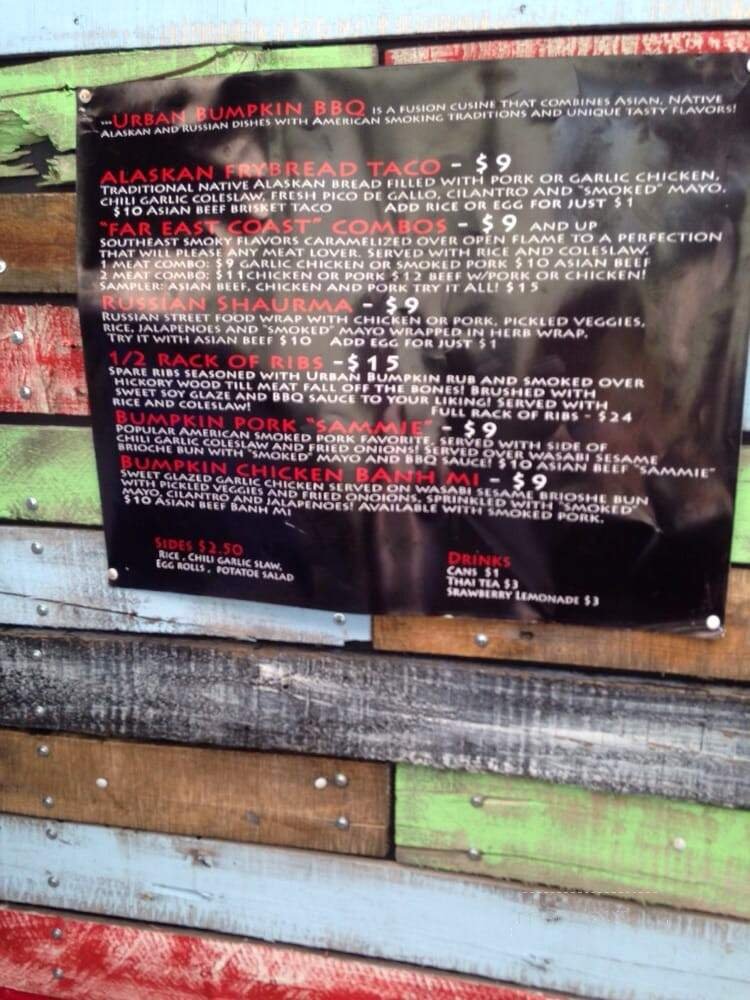 ...URBAN BUMPKIN BBQ IS A FUSION CUSINE THAT COMBINES ASIAN, NATIVE
ALASKAN AND RUSSIAN DISHES WITH AMERICAN SMOKING TRADITIONS AND UNIQUE TASTY FLAVORS!
ALASKAN FRYBREAD TACO - $9
TRADITIONAL NATIVE ALASKAN BREAD FILLED WITH PORK OR GARLIC CHICKEN,
CHILI GARLIC COLESLAW, FRESH PICO DE GALLO, CILANTRO AND "SMOKED" MAYO.
$10 ASIAN BEEF BRISKET TACO ADD RICE OR EGG FOR JUST $1
"FAR EAST COAST" COMBOS - $9 AND UP
SOUTHEAST SMOKY FLAVORS CARAMELIZED OVER OPEN FLAME TO A PERFECTION
THAT WILL PLEASE ANY MEAT LOVER. SERVED WITH RICE AND COLESLAW.
1 MEAT COMBO: $9 GARLIC CHICKEN OR SMOKED PORK $10 ASIAN BEEF
2 MEAT COMBO: $11 CHICKEN OR PORK $12 BEEF W/PORK OR CHICKEN!
SAMPLER: ASIAN BEEF, CHICKEN AND PORK TRY IT ALL! $15
RUSSIAN SHAURMA - $9
RUSSIAN STREET FOOD WRAP WITH CHICKEN OR PORK, PICKLED VEGGIES,
RICE, JALAPENOES AND "SMOKED" MAYO WRAPPED IN HERB WRAP.
TRY IT WITH ASIAN BEEF $10 ADD EGG FOR JUST $1
1/2 RACK OF RIBS - $15
SPARE RIBS SEASONED WITH URBAN BUMPKIN RUB AND SMOKED OVER
HICKORY WOOD TILL MEAT FALL OFF THE BONES! BRUSHED WITH
SWEET SOY GLAZE AND BBQ SAUCE TO YOUR LIKING! SERVED WITH
RICE AND COLESLAW! FULL RACK OF RIBS - $24
BUMPKIN PORK "SAMMIE" - $9
POPULAR AMERICAN SMOKED PORK FAVORITE, SERVED WITH SIDE OF
CHILI GARLIC COLESLAW AND FRIED ONIONS! SERVED OVER WASABI SESAME
BRIOCHE BUN WITH "SMOKED" MAYO AND BBQ SAUCE! $10 ASIAN BEEF "SAMMIE"
BUMPKIN CHICKEN BANH MI - $9
SWEET GLAZED GARLIC CHICKEN SERVED ON WASABI SESAME BRIOSHE BUN
WITH PICKLED VEGGIES AND FRIED ONOIONS, SPRINKLED WITH "SMOKED"
MAYO, CILANTRO AND JALAPENOES! AVAILABLE WITH SMOKED PORK.
$10 ASIAN BEEF BANH MI
SIDES $2.50
RICE, CHILI GARLIC SLAW,
EGG ROLLS, POTATOE SALAD
DRINKS
CANS $1
THAI TEA $3
SRAWBERRY LEMONADE $3